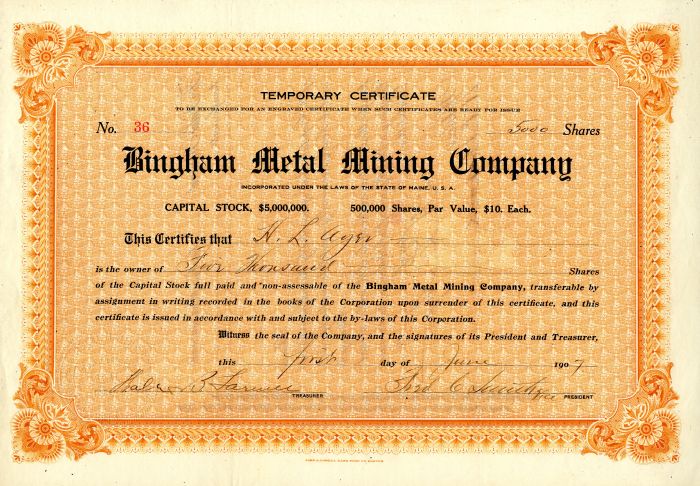 TEMPORARY CERTIFICATE
TO BE EXCHANGED FOR AN ENGRAVED CERTIFICATE WHEN SUCH CERTIFICATES ARE READY FOR ISSUE
No. 36 5000 Shares
Bingham Metal Mining Company
INCORPORATED UNDER THE LAWS OF THE STATE OF MAINE, U. S. A.
CAPITAL STOCK, $5,000,000. 500,000 Shares, Par Value, $10. Each.
This Certifies that H. L. Ayer
is the owner of Thousand Shares
of the Capital Stock full paid and non-assessable of the Bingham Metal Mining Company, transferable by
assignment in writing recorded in the books of the Corporation upon surrender of this certificate, and this
certificate is issued in accordance with and subject to the by-laws of this Corporation.
Witness the seal of the Company, and the signatures of its President and Treasurer,
this first day of June 1907
TREASURER Vice PRESIDENT